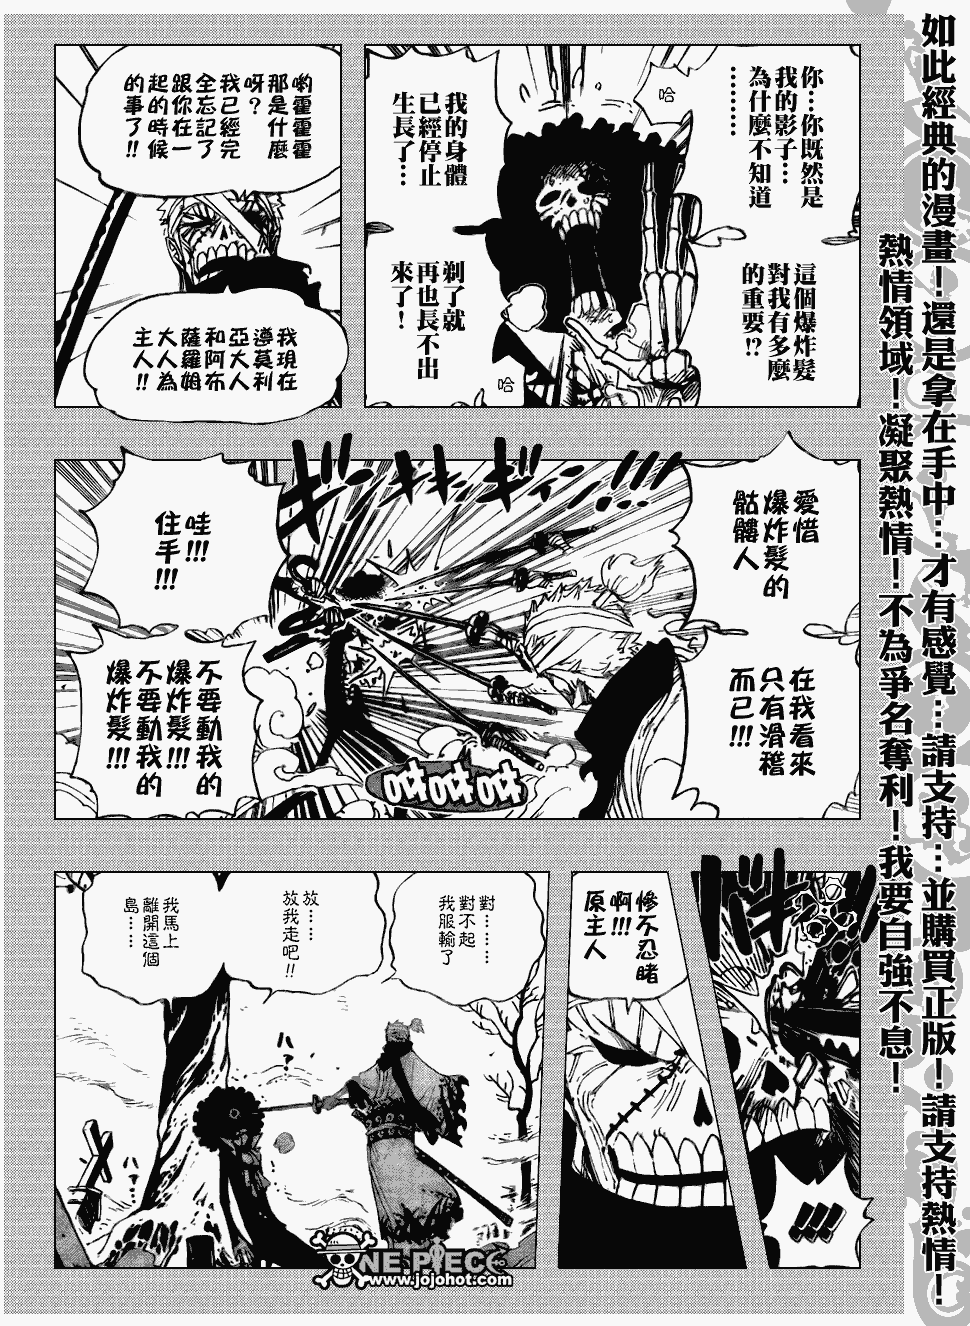 如此經典的漫畫！還是拿在手中…才有感覺…請支持…並購買正版！請支持熱情！
熱情領域！凝聚熱情！不為爭名奪利！我要自強不息！
你…你既然是
我的影子…
為什麼不知道
………
這個爆炸髮
對我有多麼
的重要!?
哈
我的身體
已經停止
生長了…
剃了就
再也長不出
來了！
哈
喲霍霍霍
那是什麼
呀？
我已經完
全忘記了
跟你在一
起的時候
的事了!!
我現在
遵莫利
亞大人
和阿布
薩羅姆
大人為
主人!!
愛惜
爆炸髮的
骷髏人
在我看來
只有滑稽
而已!!!
哇!!!
住手!!!
不要動我的
爆炸髮!!!
不要動我的
爆炸髮!!!
!!!
慘不忍睹
啊!!!
原主人
對………
對不起
我服輸了
放……
放我走吧!!
我馬上
離開這個
島……
ハァ
ハァ
ONE PIECE
www.jojohot.com